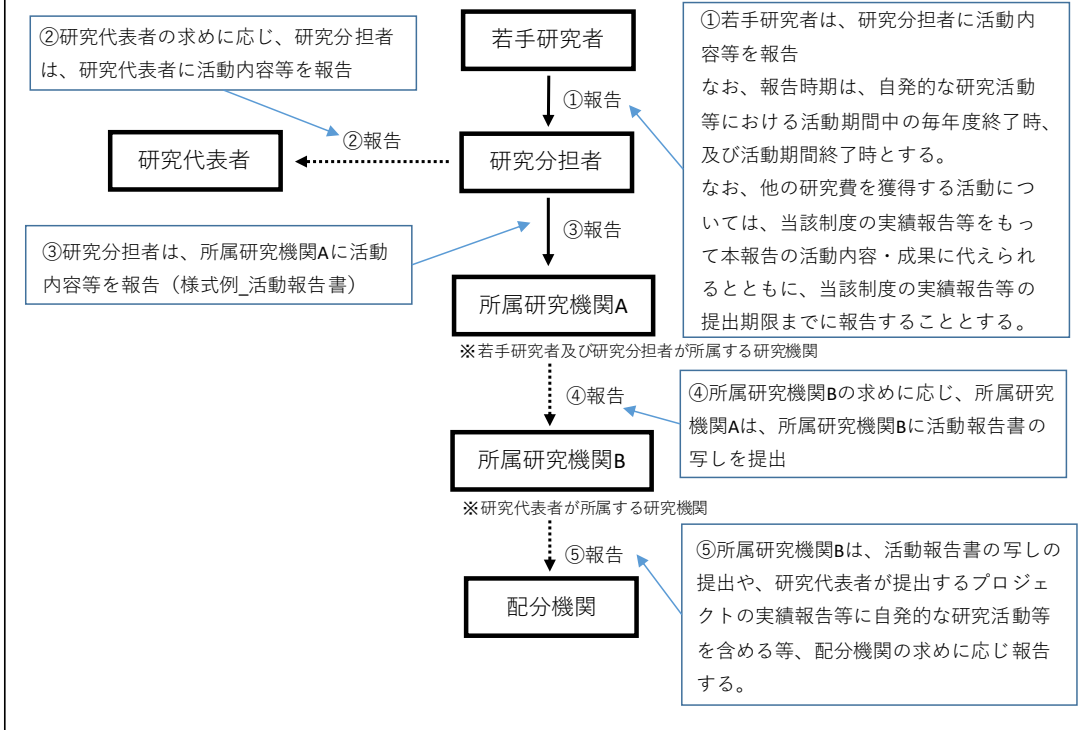 ②研究代表者の求めに応じ、研究分担者
は、研究代表者に活動内容等を報告
若手研究者
①若手研究者は、研究分担者に活動内
容等を報告
なお、報告時期は、自発的な研究活動
等における活動期間中の毎年度終了時、
及び活動期間終了時とする。
なお、他の研究費を獲得する活動につ
いては、当該制度の実績報告等をもっ
て本報告の活動内容・成果に代えられ
るとともに、当該制度の実績報告等の
提出期限までに報告することとする。
①報告
研究代表者
②報告
研究分担者
③研究分担者は、所属研究機関Aに活動
内容等を報告（様式例_活動報告書）
③報告
所属研究機関A
※若手研究者及び研究分担者が所属する研究機関
④報告
④所属研究機関Bの求めに応じ、所属研究
機関Aは、所属研究機関Bに活動報告書の
写しを提出
所属研究機関B
※研究代表者が所属する研究機関
⑤報告
⑤所属研究機関Bは、活動報告書の写しの
提出や、研究代表者が提出するプロジェ
クトの実績報告等に自発的な研究活動等
を含める等、配分機関の求めに応じ報告
する。
配分機関